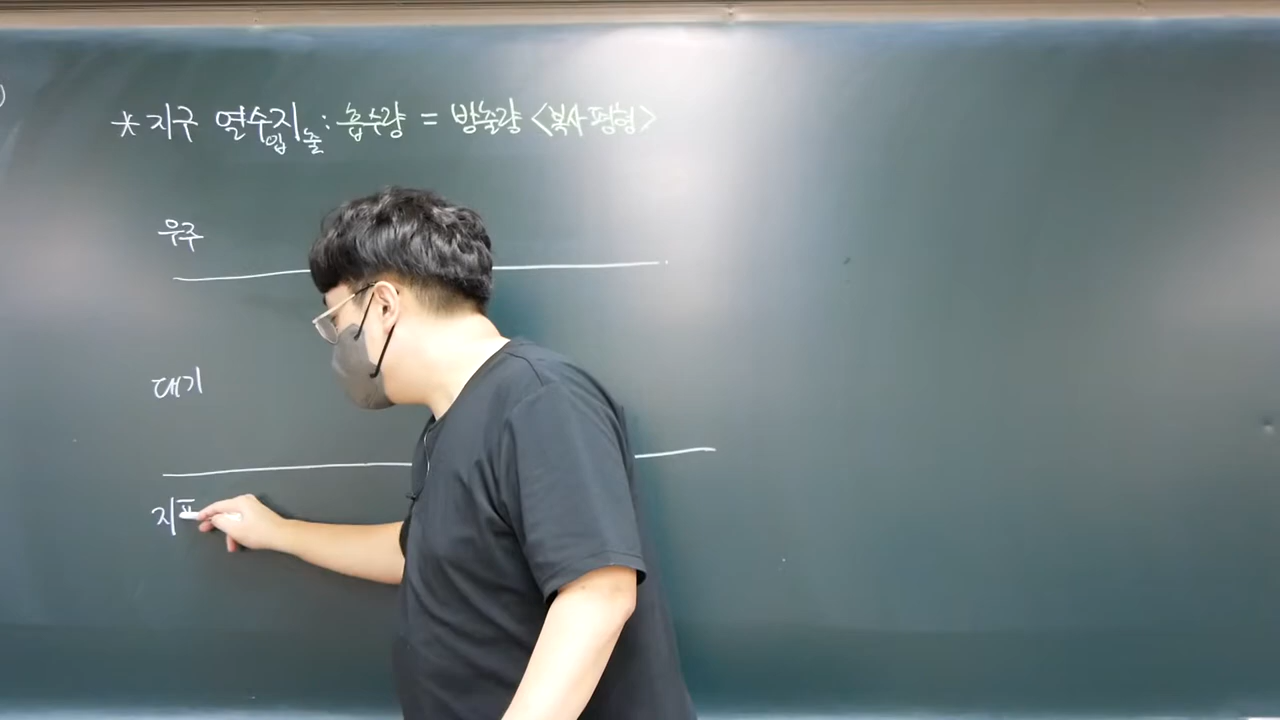 * 지구 열수지 : 흡수량 = 방출량 <복사 평형>
입 출
우주
대기
지표